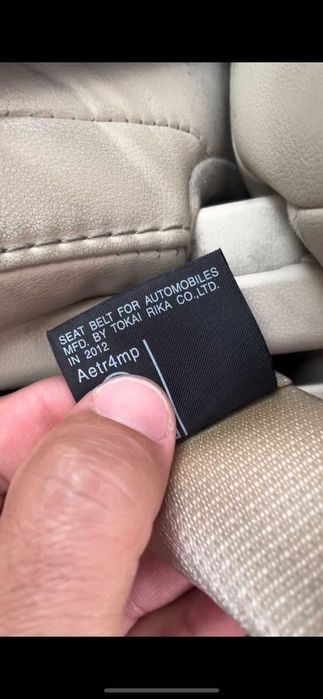 SEAT BELT FOR AUTOMOBILES
MFD. BY TOKAI RIKA CO.,LTD.
IN 2012
Aetr4mp